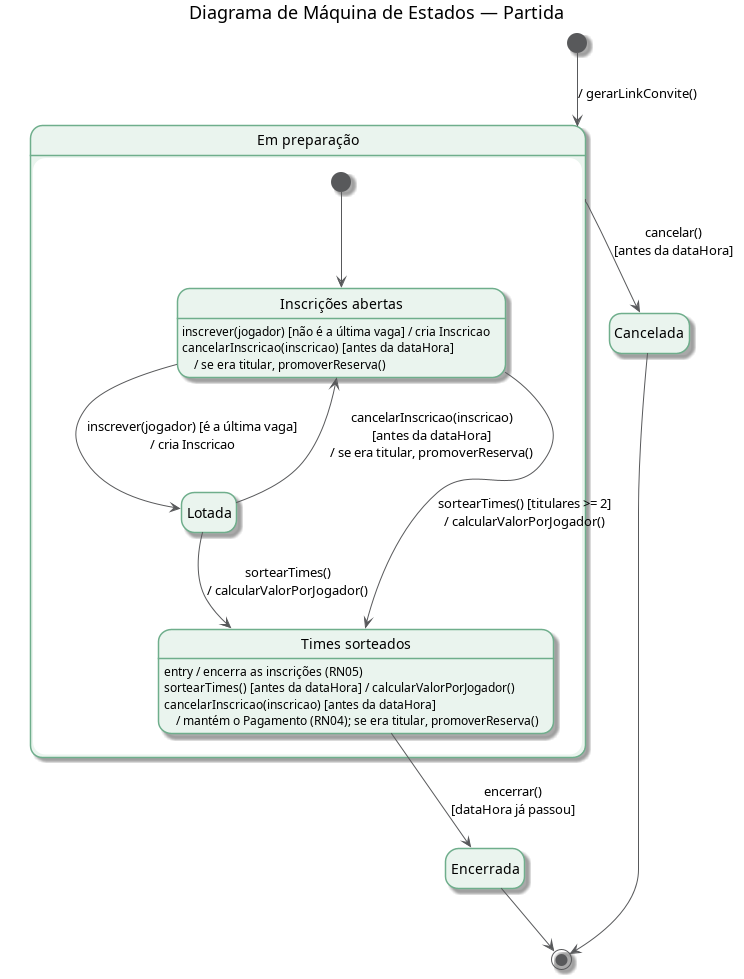 Diagrama de Máquina de Estados — Partida
/ gerarLinkConvite()
Em preparação
cancelar()
[antes da dataHora]
Inscrições abertas
inscrever(jogador) [não é a última vaga] / cria Inscricao
cancelarInscricao(inscricao) [antes da dataHora]
/ se era titular, promoverReserva()
Cancelada
inscrever(jogador) [é a última vaga]
/ cria Inscricao
cancelarInscricao(inscricao)
[antes da dataHora]
/ se era titular, promoverReserva()
Lotada
sortearTimes() [titulares >= 2]
/ calcularValorPorJogador()
sortearTimes()
/ calcularValorPorJogador()
Times sorteados
entry / encerra as inscrições (RN05)
sortearTimes() [antes da dataHora] / calcularValorPorJogador()
cancelarInscricao(inscricao) [antes da dataHora]
/ mantém o Pagamento (RN04); se era titular, promoverReserva()
encerrar()
[dataHora já passou]
Encerrada